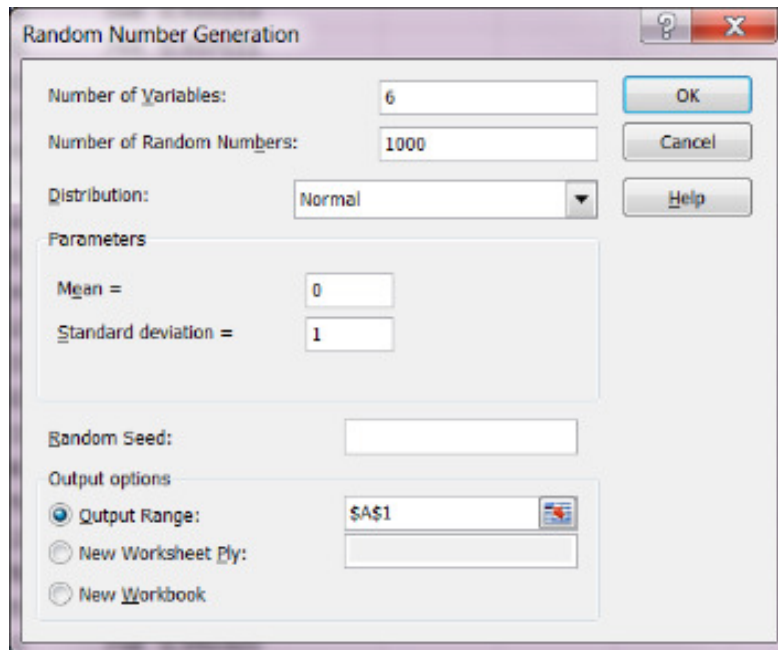 Random Number Generation
Number of Variables: 6 OK
Number of Random Numbers: 1000 Cancel
Distribution: Normal Help
Parameters
Mean = 0
Standard deviation = 1
Random Seed:
Output options
Output Range: $A$1
New Worksheet Ply:
New Workbook